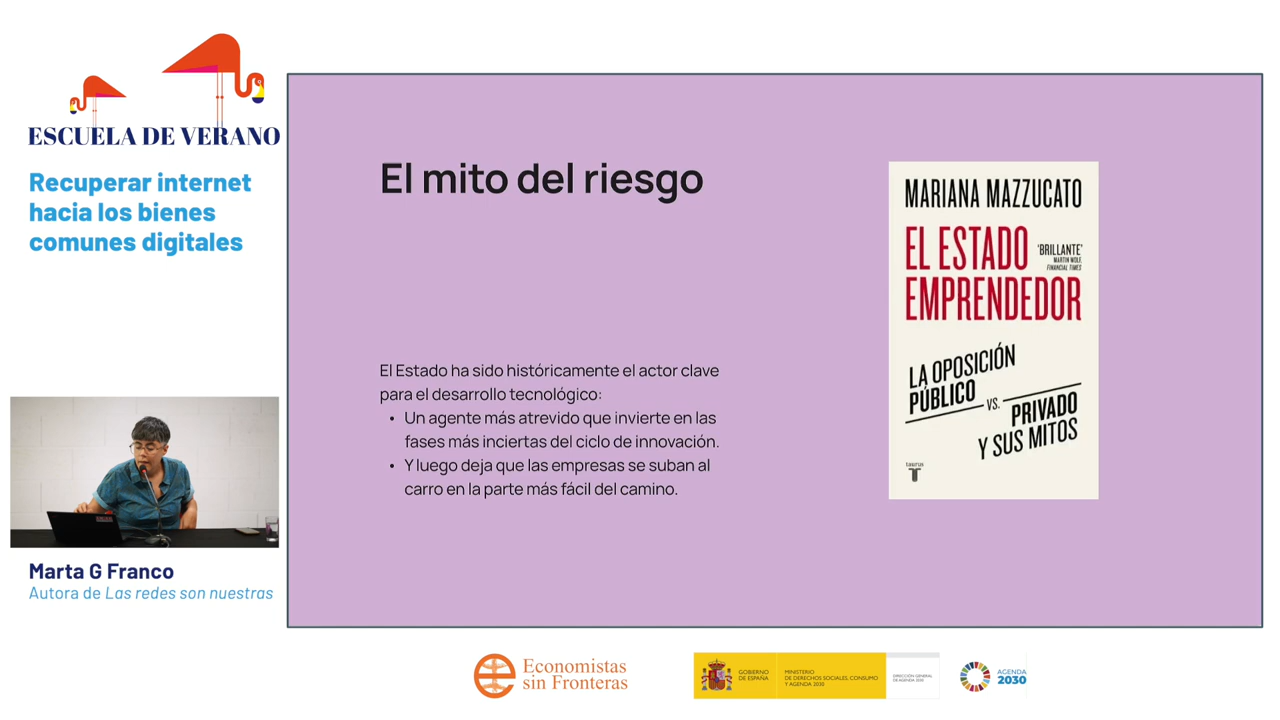 ESCUELA DE VERANO
Recuperar internet
hacia los bienes
comunes digitales
El mito del riesgo
El Estado ha sido históricamente el actor clave
para el desarrollo tecnológico:
• Un agente más atrevido que invierte en las
fases más inciertas del ciclo de innovación.
• Y luego deja que las empresas se suban al
carro en la parte más fácil del camino.
MARIANA MAZZUCATO
EL ESTADO
EMPRENDEDOR
'BRILLANTE'
MARTIN WOLF,
FINANCIAL TIMES
LA OPOSICIÓN
PÚBLICO
VS. PRIVADO
Y SUS MITOS
taurus
T
Marta G Franco
Autora de Las redes son nuestras
Economistas
sin Fronteras
GOBIERNO
DE ESPAÑA
MINISTERIO
DE DERECHOS SOCIALES, CONSUMO
Y AGENDA 2030
DIRECCIÓN GENERAL
DE AGENDA 2030
AGENDA
2030